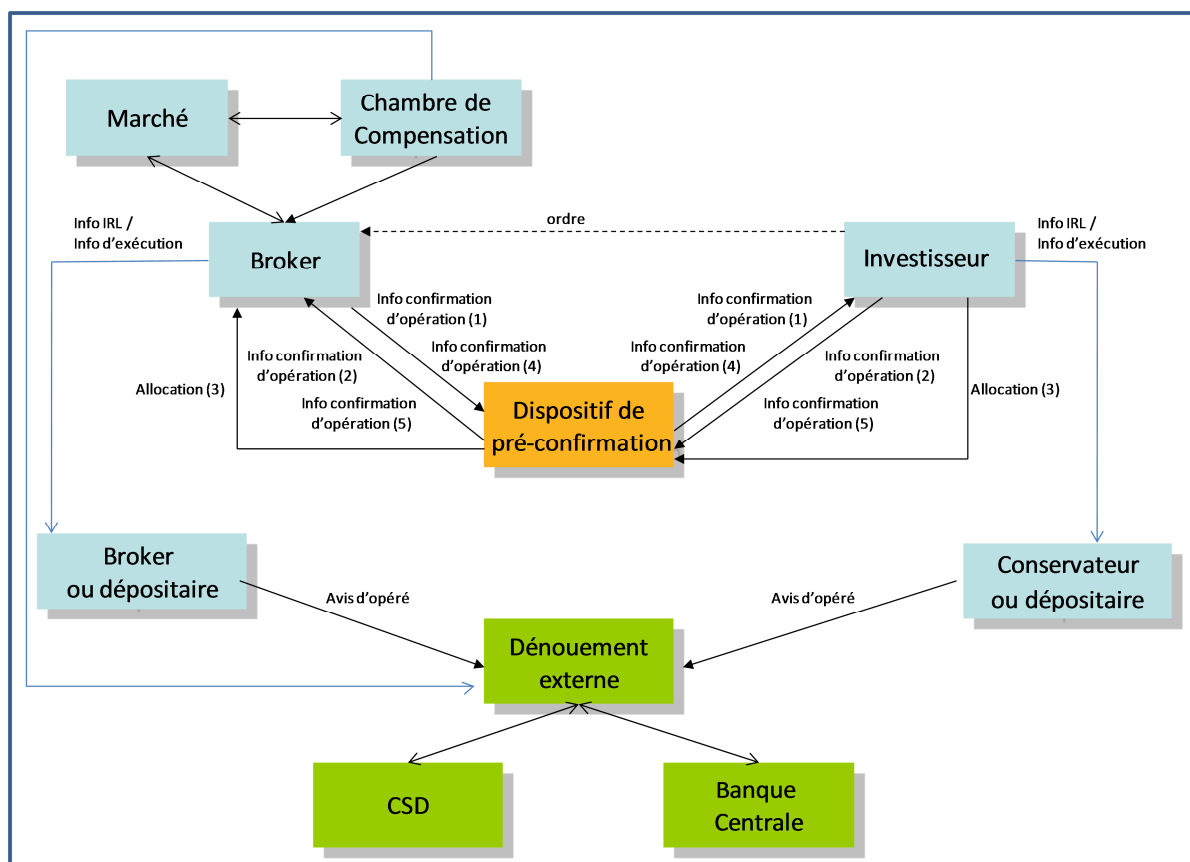 Marché
Chambre de
Compensation
Info IRL /
Info d'exécution
ordre
Info IRL /
Info d'exécution
Broker
Investisseur
Info confirmation
d'opération (1)
Info confirmation
d'opération (1)
Info confirmation
d'opération (2)
Info confirmation
d'opération (4)
Info confirmation
d'opération (4)
Info confirmation
d'opération (2)
Allocation (3)
Allocation (3)
Info confirmation
d'opération (5)
Dispositif de
pré-confirmation
Info confirmation
d'opération (5)
Broker
ou dépositaire
Conservateur
ou dépositaire
Avis d'opéré
Avis d'opéré
Dénouement
externe
CSD
Banque
Centrale